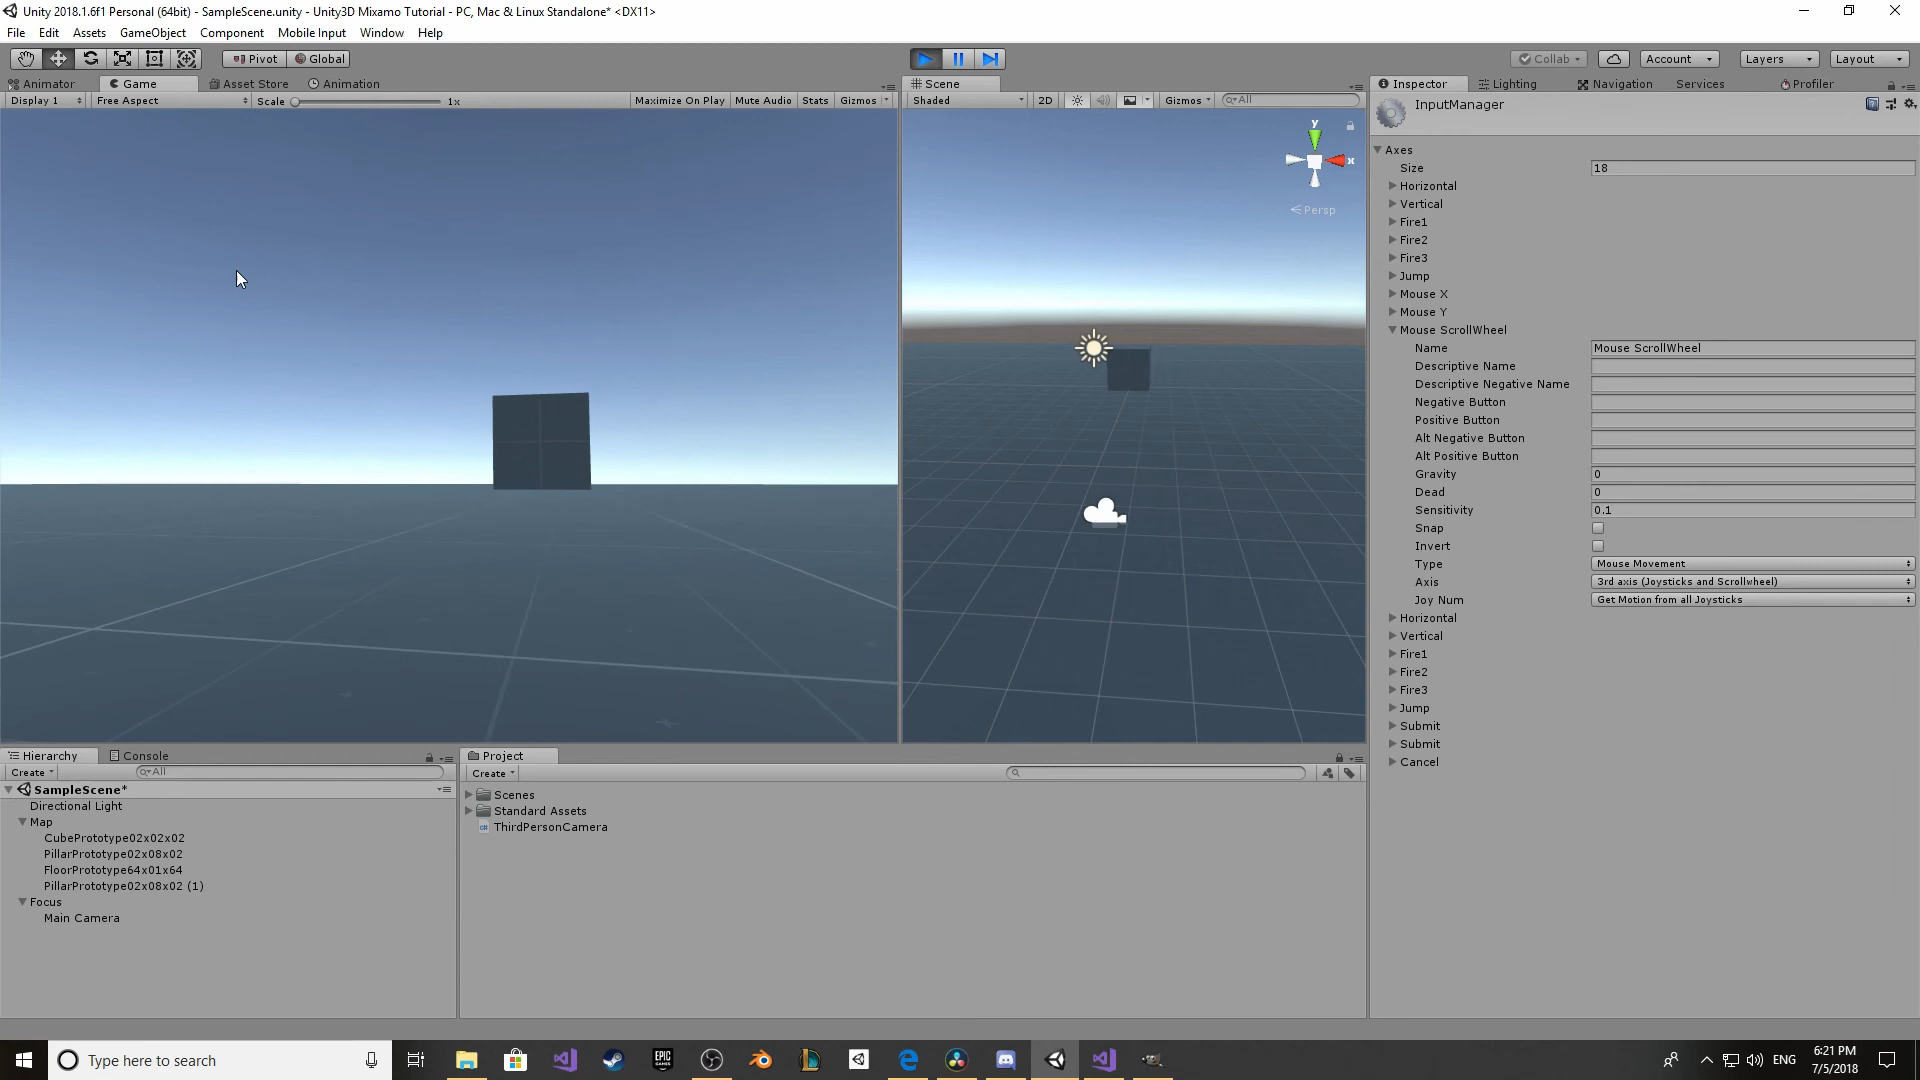 Unity 2018.1.6f1 Personal (64bit) - SampleScene.unity - Unity3D Mixamo Tutorial - PC, Mac & Linux Standalone* <DX11>
File Edit Assets GameObject Component Mobile Input Window Help
Pivot Global
Collab Account Layers Layout
Animator Game Asset Store Animation
Display 1 Free Aspect Scale 1x Maximize On Play Mute Audio Stats Gizmos
Scene
Shaded 2D Gizmos All
y
x
Persp
Inspector Lighting Navigation Services Profiler
InputManager
Axes
Size 18
Horizontal
Vertical
Fire1
Fire2
Fire3
Jump
Mouse X
Mouse Y
Mouse ScrollWheel
Name Mouse ScrollWheel
Descriptive Name
Descriptive Negative Name
Negative Button
Positive Button
Alt Negative Button
Alt Positive Button
Gravity 0
Dead 0
Sensitivity 0.1
Snap
Invert
Type Mouse Movement
Axis 3rd axis (Joysticks and Scrollwheel)
Joy Num Get Motion from all Joysticks
Horizontal
Vertical
Fire1
Fire2
Fire3
Jump
Submit
Submit
Cancel
Hierarchy Console
Create All
SampleScene*
Directional Light
Map
CubePrototype02x02x02
PillarPrototype02x08x02
FloorPrototype64x01x64
PillarPrototype02x08x02 (1)
Focus
Main Camera
Project
Create
Scenes
Standard Assets
ThirdPersonCamera
Type here to search
EPIC
GAMES
ENG
6:21 PM
7/5/2018